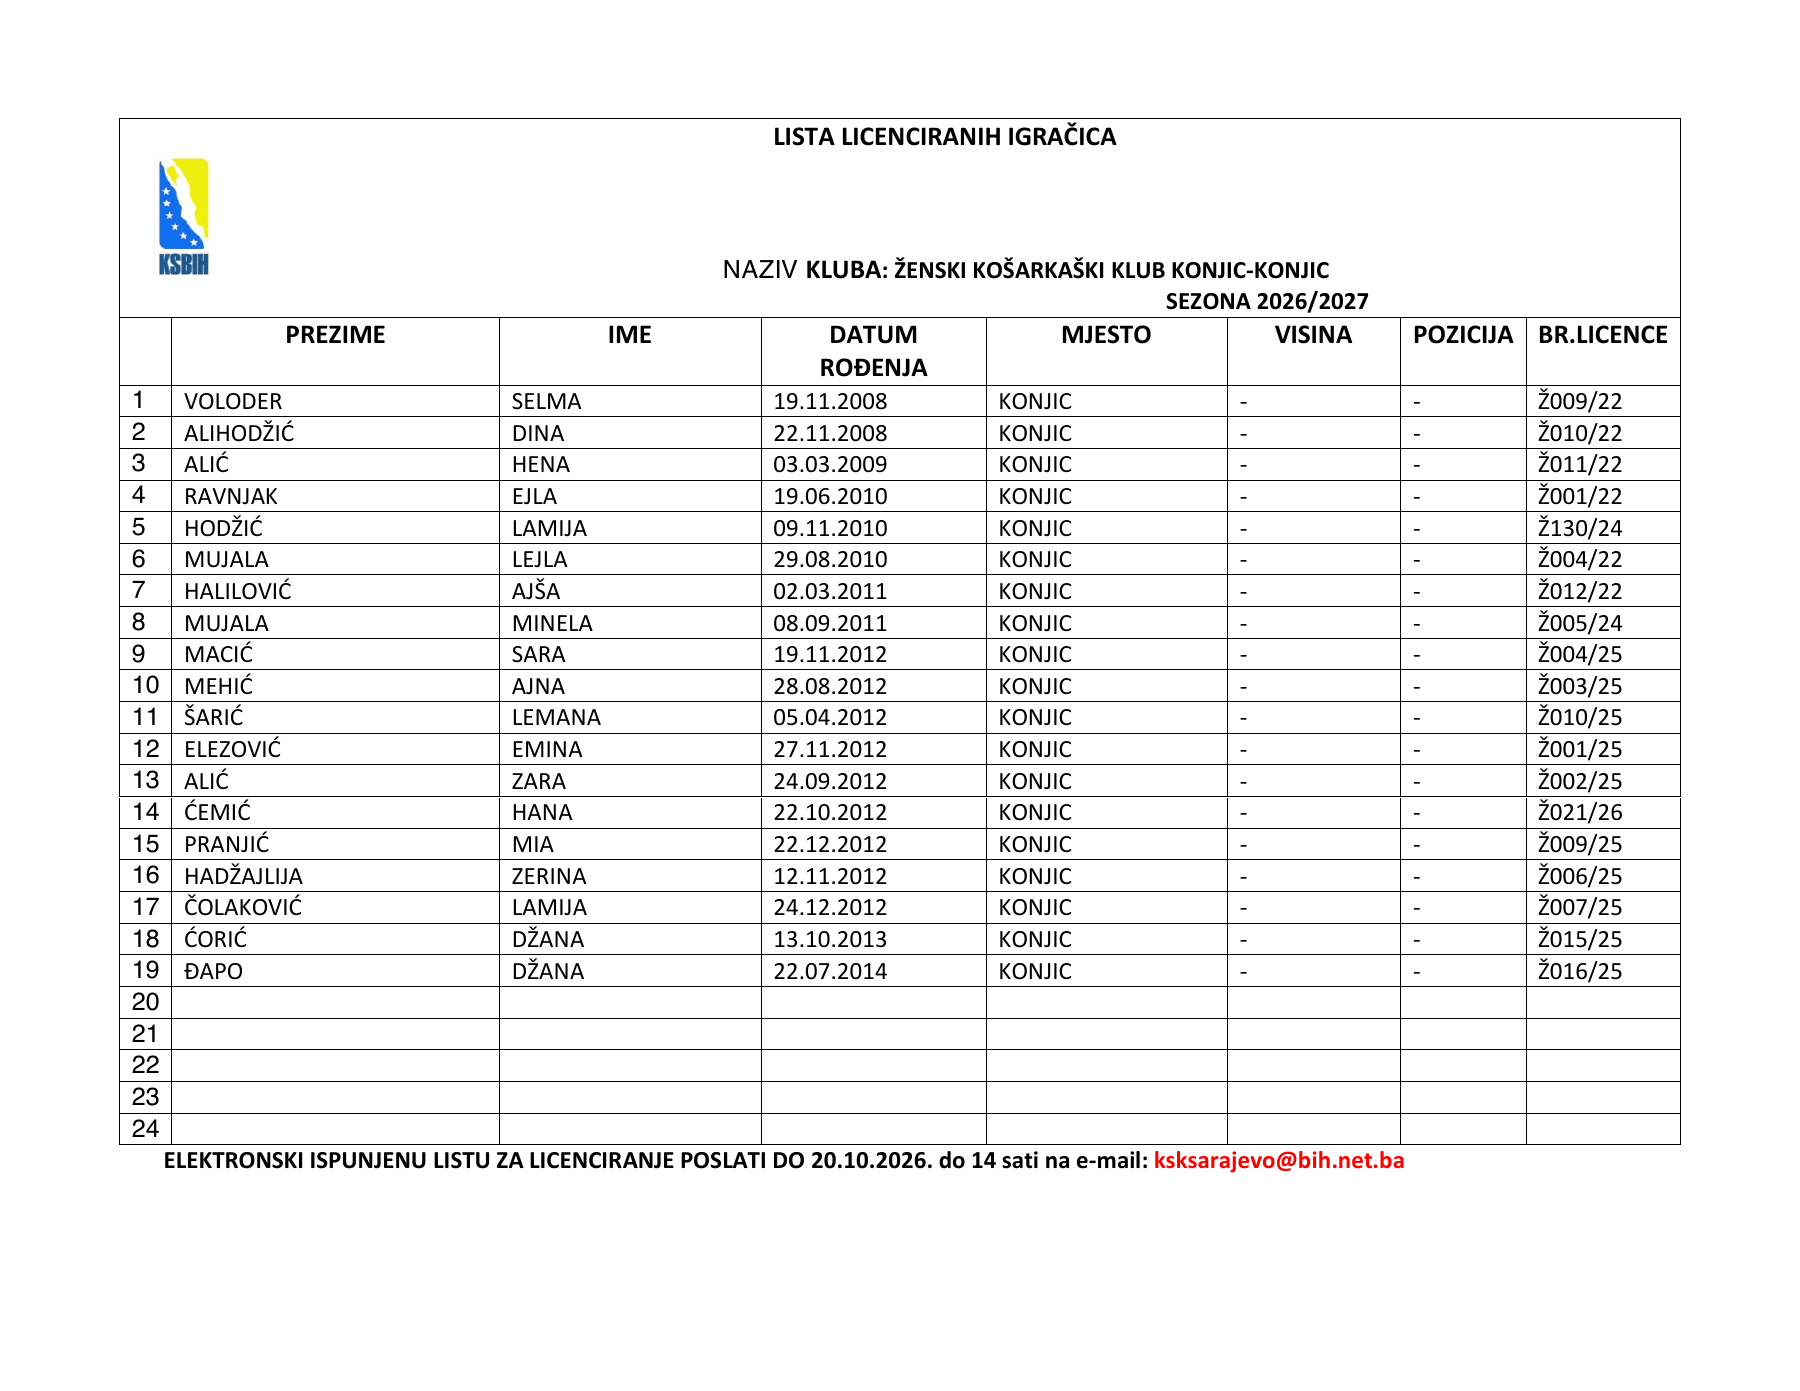 LISTA LICENCIRANIH IGRAČICA
KSBIH
NAZIV KLUBA: ŽENSKI KOŠARKAŠKI KLUB KONJIC-KONJIC
SEZONA 2026/2027
PREZIME IME DATUM ROĐENJA MJESTO VISINA POZICIJA BR.LICENCE
1 VOLODER SELMA 19.11.2008 KONJIC - - Ž009/22
2 ALIHODŽIĆ DINA 22.11.2008 KONJIC - - Ž010/22
3 ALIĆ HENA 03.03.2009 KONJIC - - Ž011/22
4 RAVNJAK EJLA 19.06.2010 KONJIC - - Ž001/22
5 HODŽIĆ LAMIJA 09.11.2010 KONJIC - - Ž130/24
6 MUJALA LEJLA 29.08.2010 KONJIC - - Ž004/22
7 HALILOVIĆ AJŠA 02.03.2011 KONJIC - - Ž012/22
8 MUJALA MINELA 08.09.2011 KONJIC - - Ž005/24
9 MACIĆ SARA 19.11.2012 KONJIC - - Ž004/25
10 MEHIĆ AJNA 28.08.2012 KONJIC - - Ž003/25
11 ŠARIĆ LEMANA 05.04.2012 KONJIC - - Ž010/25
12 ELEZOVIĆ EMINA 27.11.2012 KONJIC - - Ž001/25
13 ALIĆ ZARA 24.09.2012 KONJIC - - Ž002/25
14 ĆEMIĆ HANA 22.10.2012 KONJIC - - Ž021/26
15 PRANJIĆ MIA 22.12.2012 KONJIC - - Ž009/25
16 HADŽAJLIJA ZERINA 12.11.2012 KONJIC - - Ž006/25
17 ČOLAKOVIĆ LAMIJA 24.12.2012 KONJIC - - Ž007/25
18 ĆORIĆ DŽANA 13.10.2013 KONJIC - - Ž015/25
19 ĐAPO DŽANA 22.07.2014 KONJIC - - Ž016/25
20
21
22
23
24
ELEKTRONSKI ISPUNJENU LISTU ZA LICENCIRANJE POSLATI DO 20.10.2026. do 14 sati na e-mail: ksksarajevo@bih.net.ba